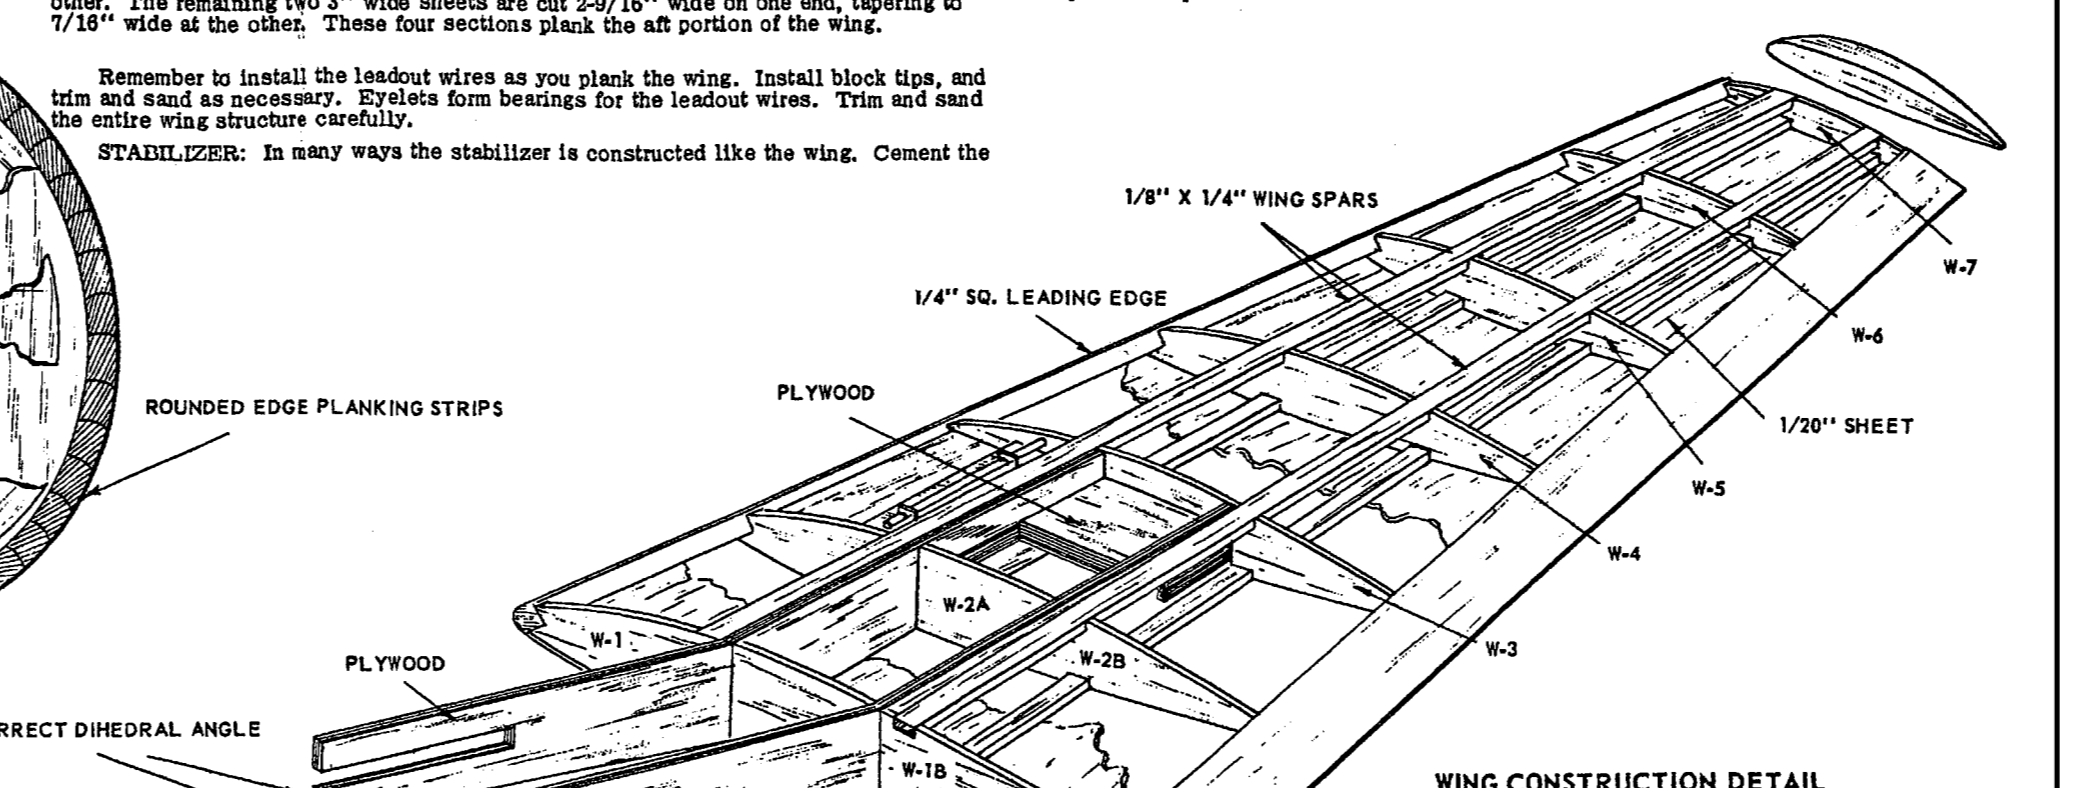 other. The remaining two 3" wide sheets are cut 2-9/16" wide on one end, tapering to
7/16" wide at the other. These four sections plank the aft portion of the wing.
Remember to install the leadout wires as you plank the wing. Install block tips, and
trim and sand as necessary. Eyelets form bearings for the leadout wires. Trim and sand
the entire wing structure carefully.
STABILIZER: In many ways the stabilizer is constructed like the wing. Cement the
1/8" X 1/4" WING SPARS
W-7
1/4" SQ. LEADING EDGE
W-6
PLYWOOD
ROUNDED EDGE PLANKING STRIPS
1/20" SHEET
W-5
W-4
W-2A
W-1
W-3
PLYWOOD
W-2B
RRECT DIHEDRAL ANGLE
W-1B
WING CONSTRUCTION DETAIL